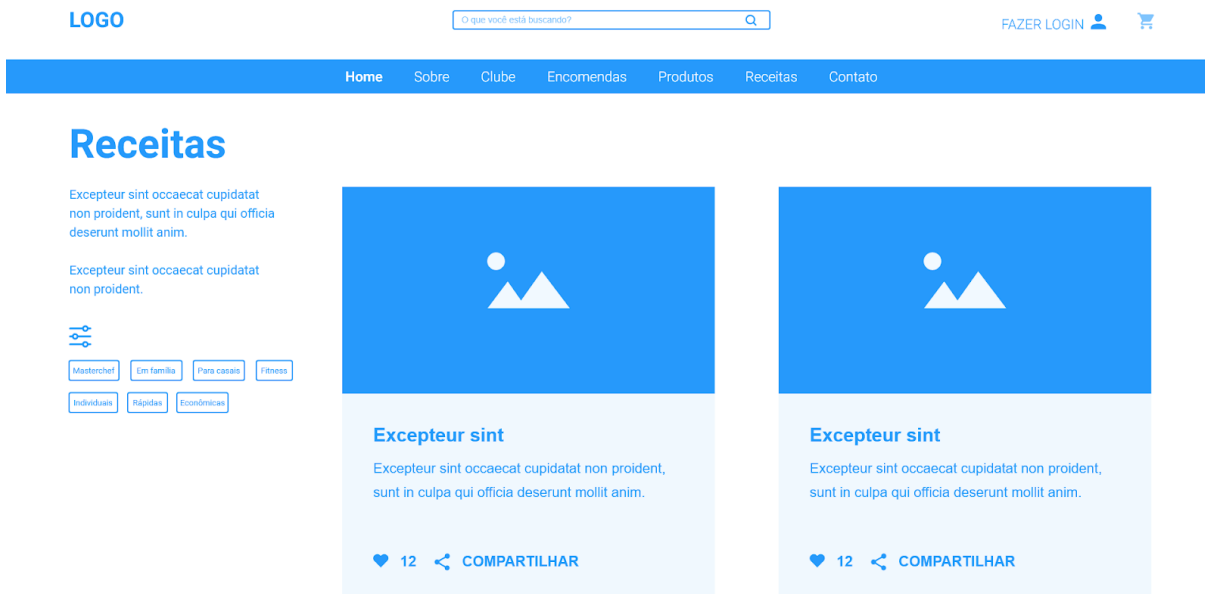 LOGO
O que você está buscando?
FAZER LOGIN
Home Sobre Clube Encomendas Produtos Receitas Contato
Receitas
Excepteur sint occaecat cupidatat
non proident, sunt in culpa qui officia
deserunt mollit anim.
Excepteur sint occaecat cupidatat
non proident.
Masterchef Em família Para casais Fitness
Individuais Rápidas Econômicas
Excepteur sint
Excepteur sint occaecat cupidatat non proident,
sunt in culpa qui officia deserunt mollit anim.
12 COMPARTILHAR
Excepteur sint
Excepteur sint occaecat cupidatat non proident,
sunt in culpa qui officia deserunt mollit anim.
12 COMPARTILHAR